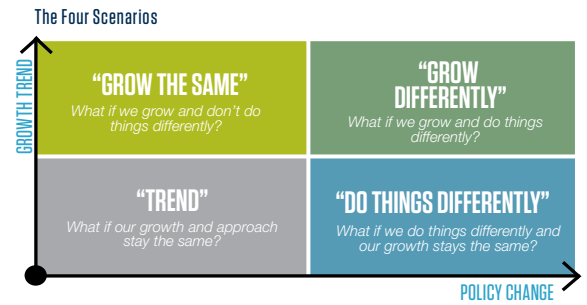 The Four Scenarios
GROWTH TREND
“GROW THE SAME”
What if we grow and don't do
things differently?
“GROW
DIFFERENTLY”
What if we grow and do things
differently?
“TREND”
What if our growth and approach
stay the same?
“DO THINGS DIFFERENTLY”
What if we do things differently and
our growth stays the same?
POLICY CHANGE